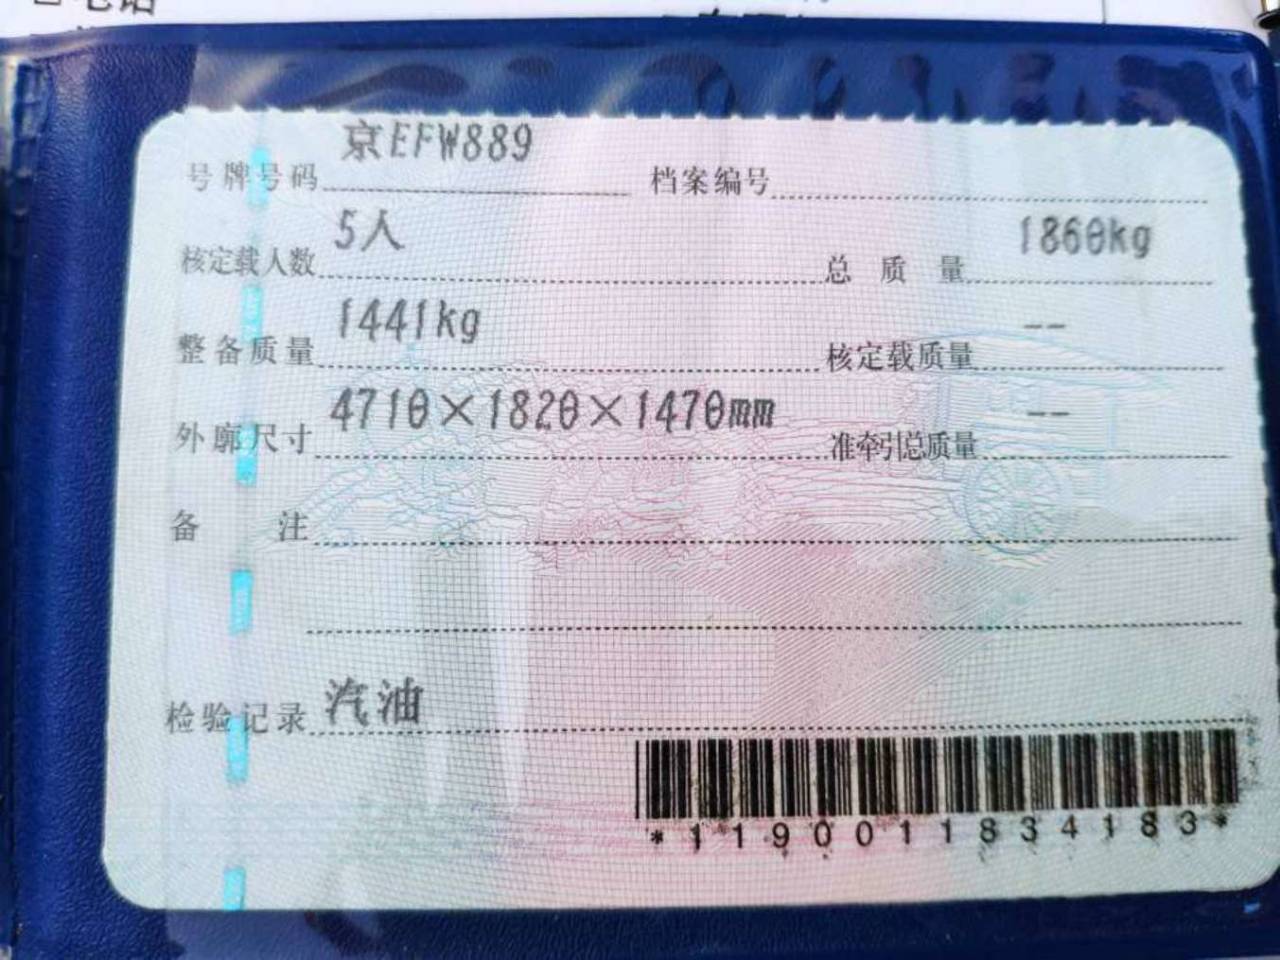 号牌号码 京EFW889 档案编号
核定载人数 5人 总质量 1860kg
整备质量 1441kg 核定载质量 --
外廓尺寸 4710×1820×1470mm 准牵引总质量 --
备注
检验记录 汽油
*1190011834183*